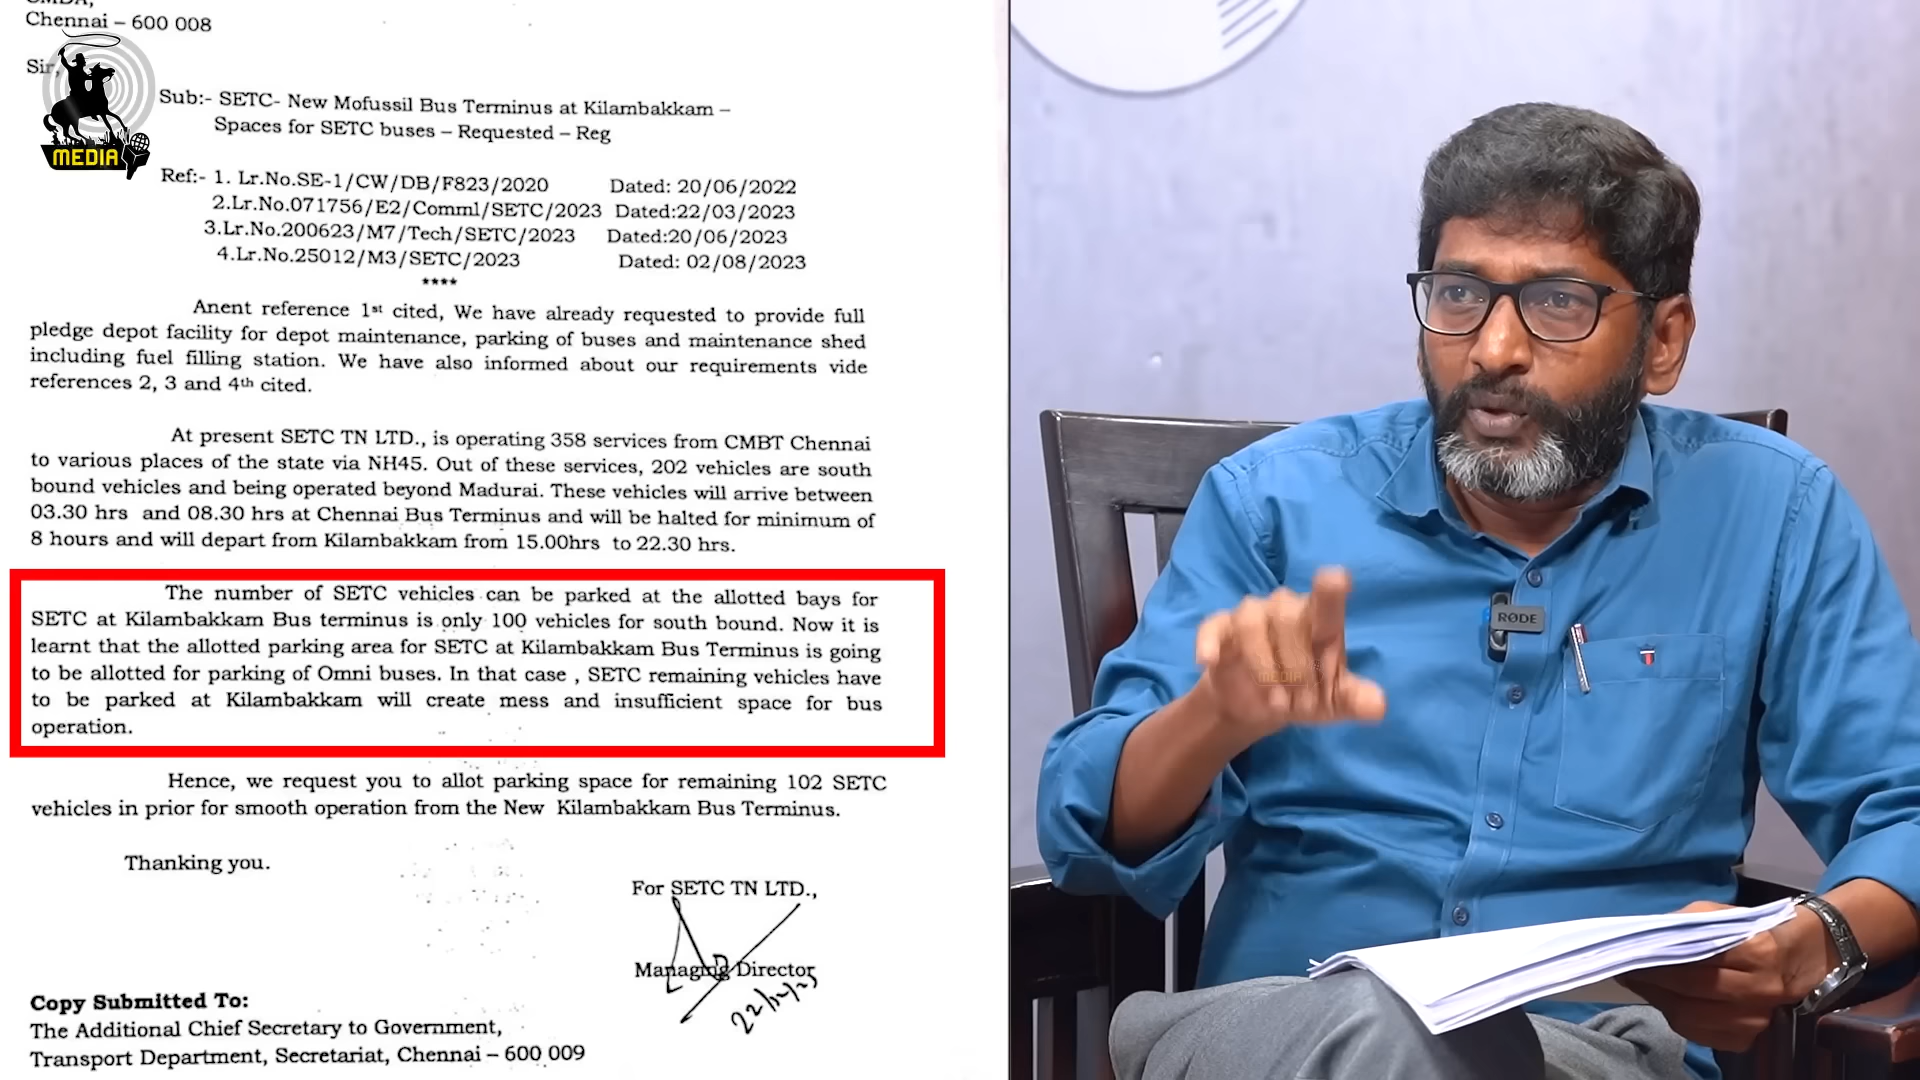 CMDA,
Chennai – 600 008
Sir,
MEDIA
Sub:- SETC- New Mofussil Bus Terminus at Kilambakkam –
Spaces for SETC buses – Requested – Reg
Ref:- 1. Lr.No.SE-1/CW/DB/F823/2020 Dated: 20/06/2022
2.Lr.No.071756/E2/Comml/SETC/2023 Dated:22/03/2023
3.Lr.No.200623/M7/Tech/SETC/2023 Dated:20/06/2023
4.Lr.No.25012/M3/SETC/2023 Dated: 02/08/2023
****
Anent reference 1st cited, We have already requested to provide full
pledge depot facility for depot maintenance, parking of buses and maintenance shed
including fuel filling station. We have also informed about our requirements vide
references 2, 3 and 4th cited.
At present SETC TN LTD., is operating 358 services from CMBT Chennai
to various places of the state via NH45. Out of these services, 202 vehicles are south
bound vehicles and being operated beyond Madurai. These vehicles will arrive between
03.30 hrs and 08.30 hrs at Chennai Bus Terminus and will be halted for minimum of
8 hours and will depart from Kilambakkam from 15.00hrs to 22.30 hrs.
The number of SETC vehicles can be parked at the allotted bays for
SETC at Kilambakkam Bus terminus is only 100 vehicles for south bound. Now it is
learnt that the allotted parking area for SETC at Kilambakkam Bus Terminus is going
to be allotted for parking of Omni buses. In that case , SETC remaining vehicles have
to be parked at Kilambakkam will create mess and insufficient space for bus
operation.
Hence, we request you to allot parking space for remaining 102 SETC
vehicles in prior for smooth operation from the New Kilambakkam Bus Terminus.
Thanking you.
For SETC TN LTD.,
Managing Director
22/12/23
Copy Submitted To:
The Additional Chief Secretary to Government,
Transport Department, Secretariat, Chennai – 600 009
RØDE
MEDIA